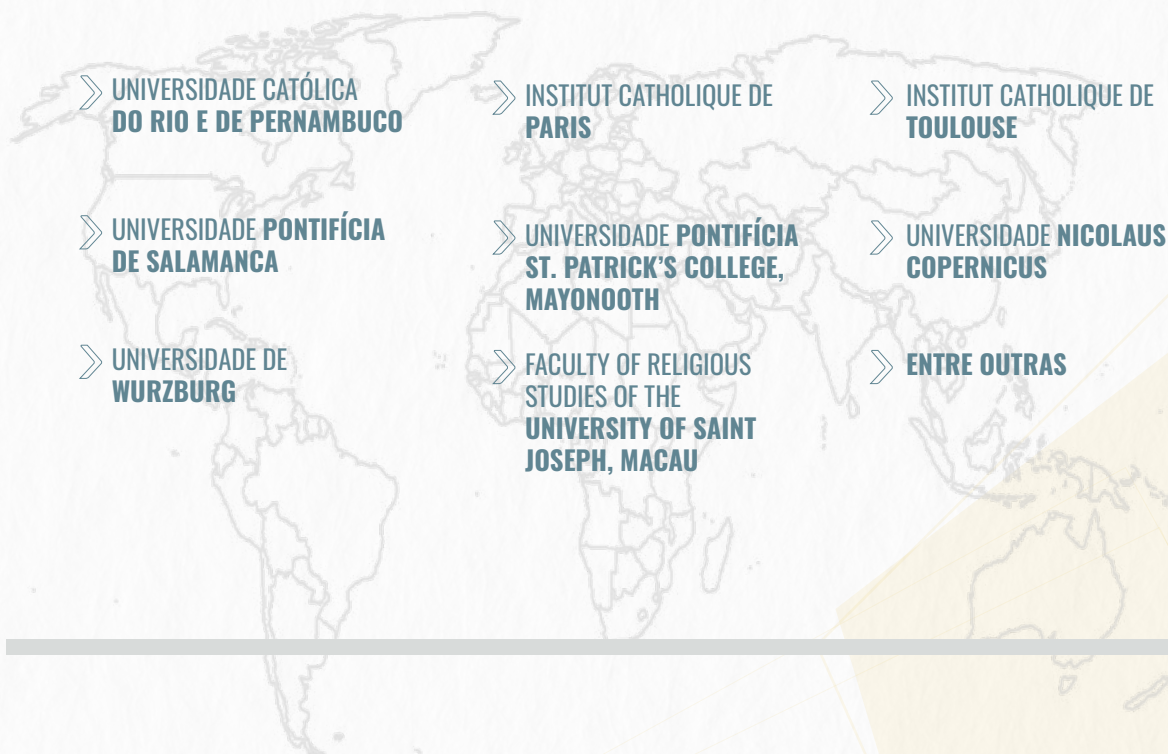 UNIVERSIDADE CATÓLICA
DO RIO E DE PERNAMBUCO
INSTITUT CATHOLIQUE DE
PARIS
INSTITUT CATHOLIQUE DE
TOULOUSE
UNIVERSIDADE PONTIFÍCIA
DE SALAMANCA
UNIVERSIDADE PONTIFÍCIA
ST. PATRICK'S COLLEGE,
MAYONOOTH
UNIVERSIDADE NICOLAUS
COPERNICUS
UNIVERSIDADE DE
WURZBURG
FACULTY OF RELIGIOUS
STUDIES OF THE
UNIVERSITY OF SAINT
JOSEPH, MACAU
ENTRE OUTRAS